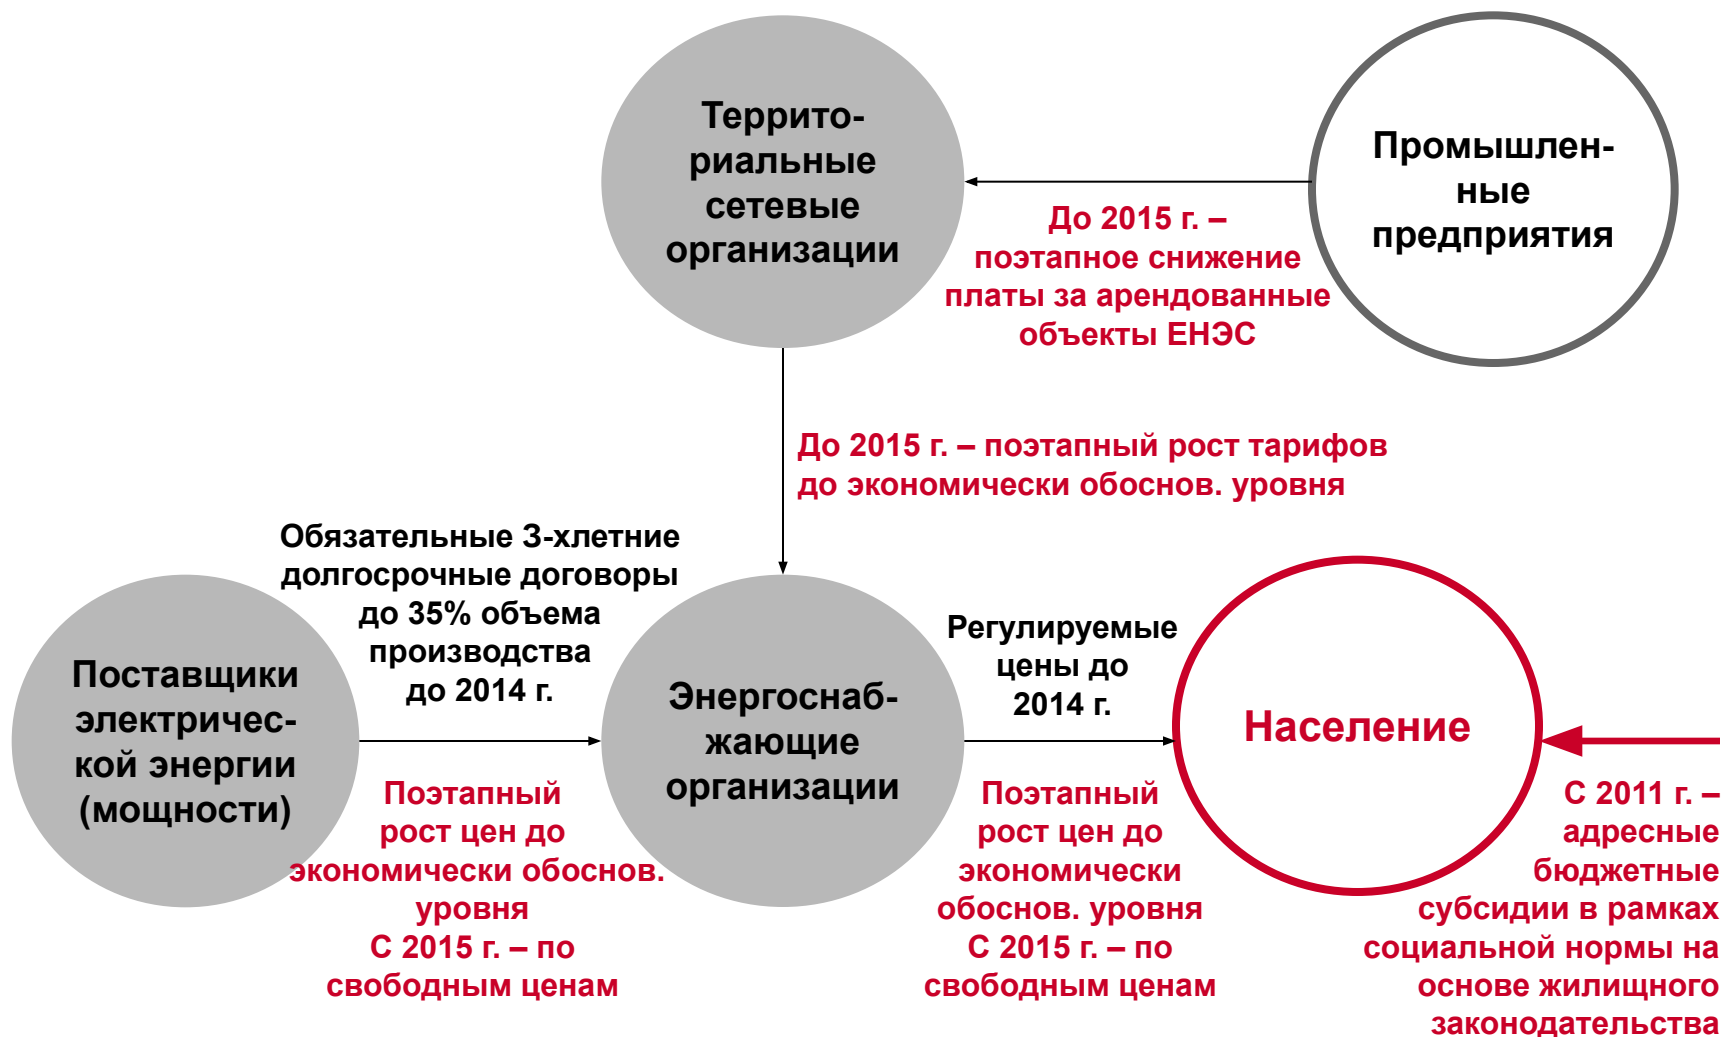 Террито-
риальные
сетевые
организации
Промышлен-
ные
предприятия
До 2015 г. –
поэтапное снижение
платы за арендованные
объекты ЕНЭС
До 2015 г. – поэтапный рост тарифов
до экономически обоснов. уровня
Обязательные 3-хлетние
долгосрочные договоры
до 35% объема
производства
до 2014 г.
Поставщики
электричес-
кой энергии
(мощности)
Поэтапный
рост цен до
экономически обоснов.
уровня
С 2015 г. – по
свободным ценам
Энергоснаб-
жающие
организации
Регулируемые
цены до
2014 г.
Поэтапный
рост цен до
экономически
обоснов. уровня
С 2015 г. – по
свободным ценам
Население
С 2011 г. –
адресные
бюджетные
субсидии в рамках
социальной нормы на
основе жилищного
законодательства